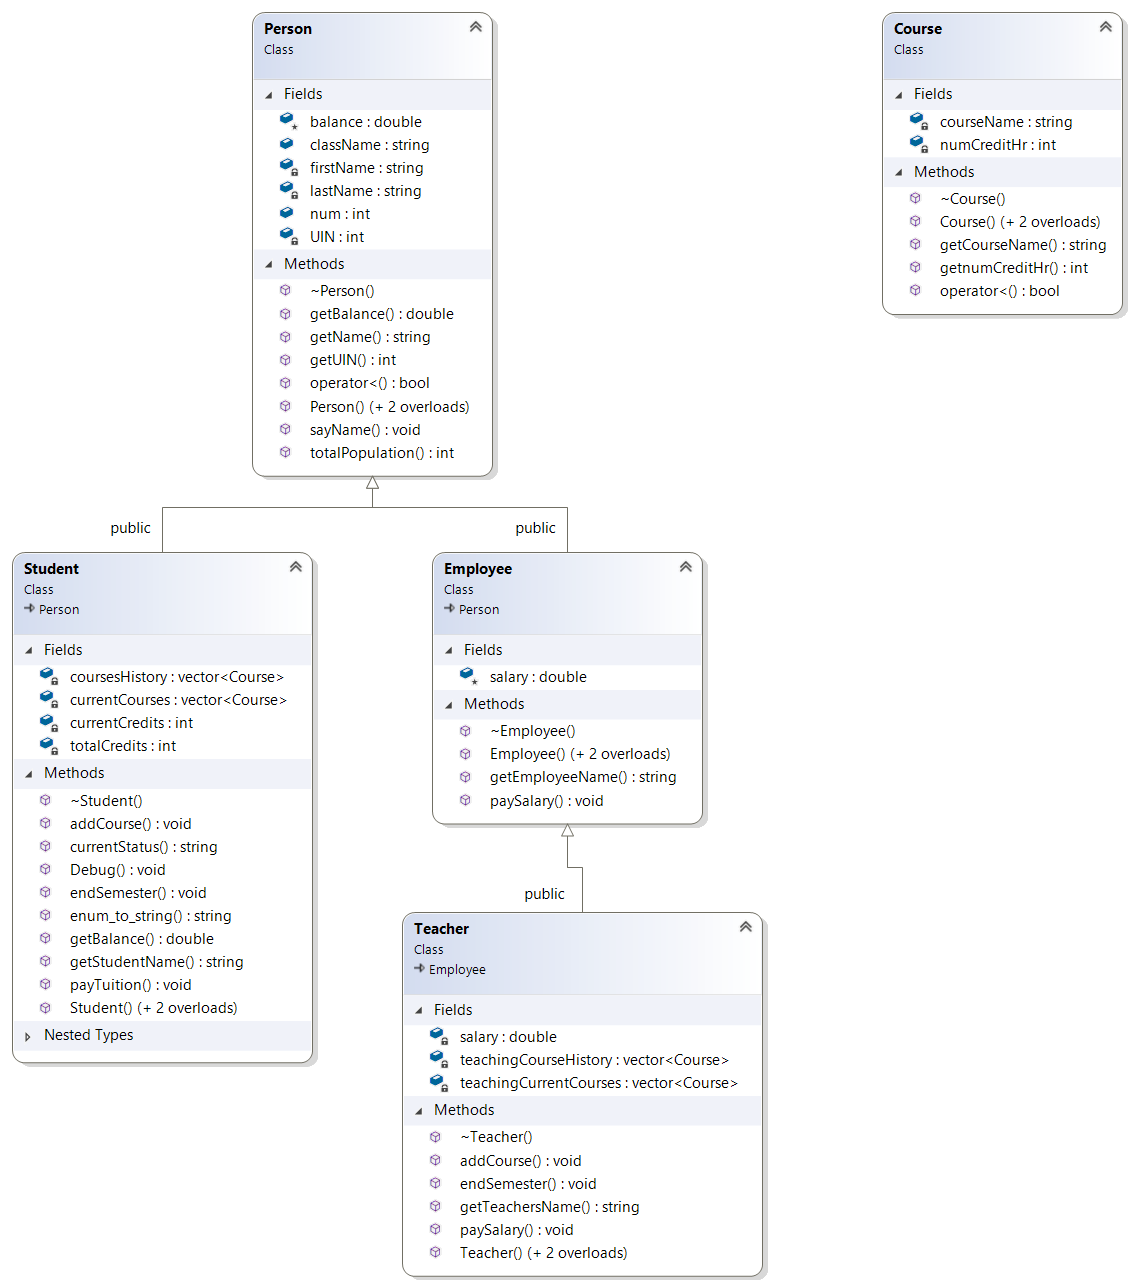 Person
Class
Fields
balance : double
className : string
firstName : string
lastName : string
num : int
UIN : int
Methods
~Person()
getBalance() : double
getName() : string
getUIN() : int
operator<() : bool
Person() (+ 2 overloads)
sayName() : void
totalPopulation() : int
Course
Class
Fields
courseName : string
numCreditHr : int
Methods
~Course()
Course() (+ 2 overloads)
getCourseName() : string
getnumCreditHr() : int
operator<() : bool
public
public
Student
Class
Person
Fields
coursesHistory : vector<Course>
currentCourses : vector<Course>
currentCredits : int
totalCredits : int
Methods
~Student()
addCourse() : void
currentStatus() : string
Debug() : void
endSemester() : void
enum_to_string() : string
getBalance() : double
getStudentName() : string
payTuition() : void
Student() (+ 2 overloads)
Nested Types
Employee
Class
Person
Fields
salary : double
Methods
~Employee()
Employee() (+ 2 overloads)
getEmployeeName() : string
paySalary() : void
public
Teacher
Class
Employee
Fields
salary : double
teachingCourseHistory : vector<Course>
teachingCurrentCourses : vector<Course>
Methods
~Teacher()
addCourse() : void
endSemester() : void
getTeachersName() : string
paySalary() : void
Teacher() (+ 2 overloads)